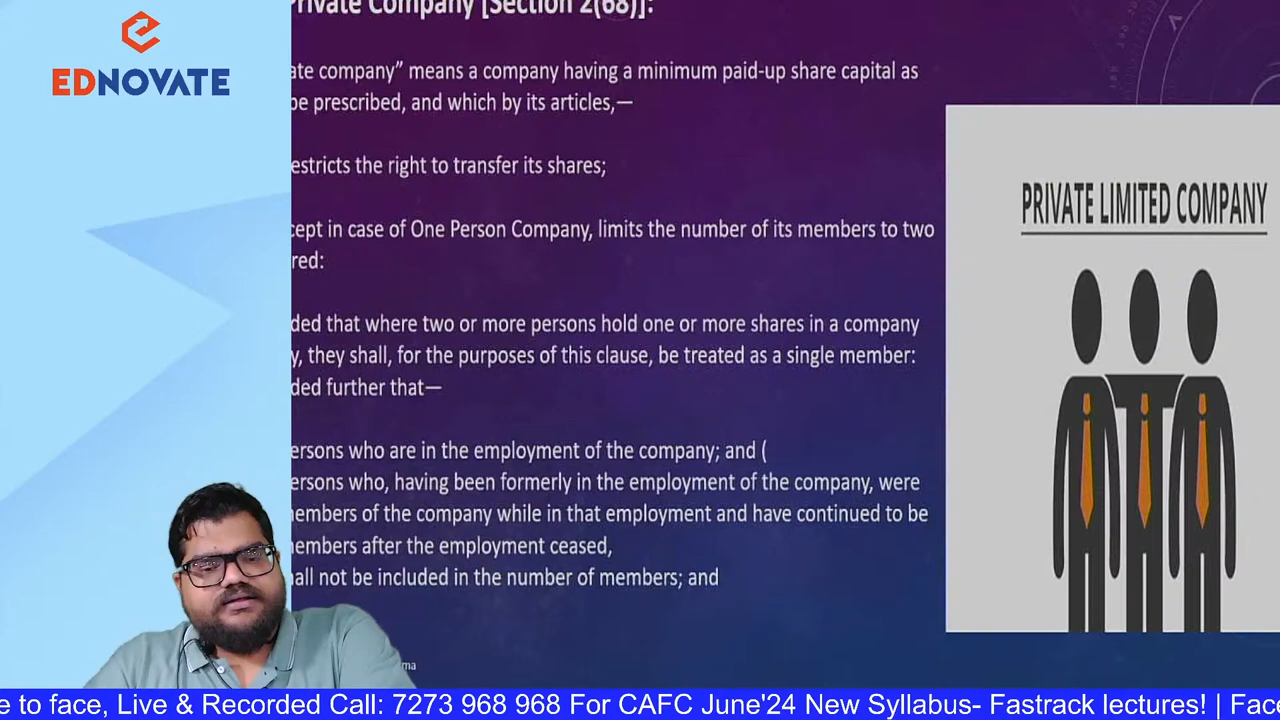 EDNOVATE
Private Company [Section 2(68)]:
ate company” means a company having a minimum paid-up share capital as
be prescribed, and which by its articles,—
estricts the right to transfer its shares;
cept in case of One Person Company, limits the number of its members to two
red:
ded that where two or more persons hold one or more shares in a company
y, they shall, for the purposes of this clause, be treated as a single member:
ded further that—
ersons who are in the employment of the company; and (
ersons who, having been formerly in the employment of the company, were
embers of the company while in that employment and have continued to be
embers after the employment ceased,
all not be included in the number of members; and
PRIVATE LIMITED COMPANY
ma
e to face, Live & Recorded Call: 7273 968 968 For CAFC June'24 New Syllabus- Fastrack lectures! | Face